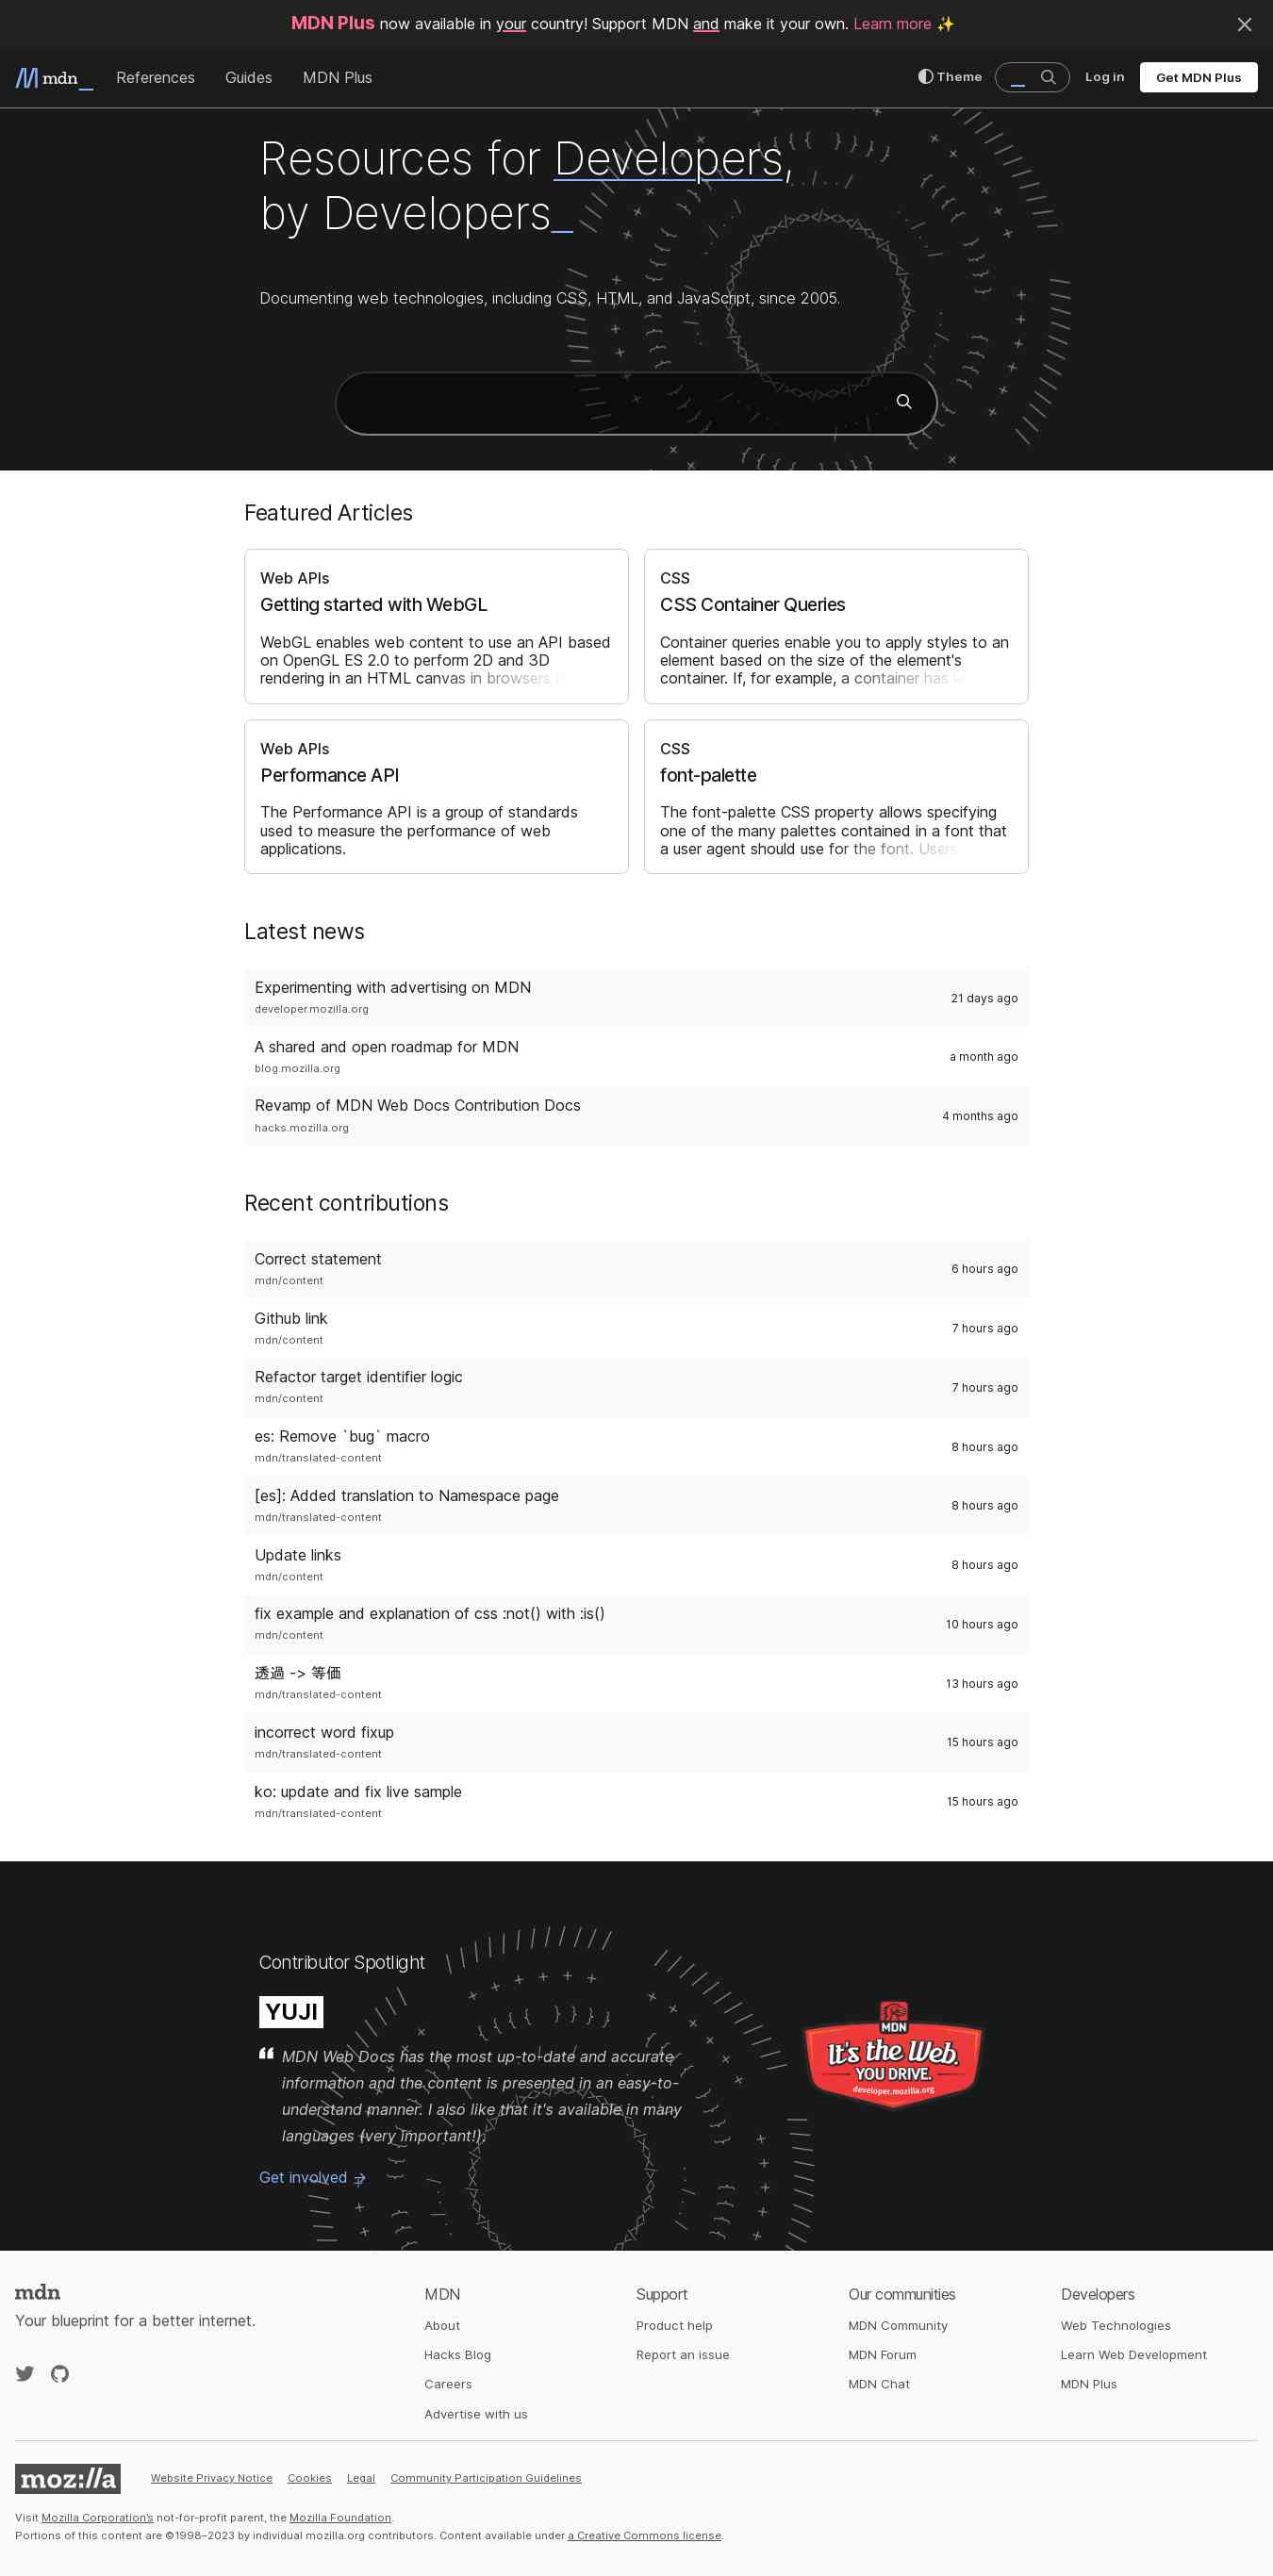 MDN Plus now available in your country! Support MDN and make it your own. Learn more ✨
mdn_ References Guides MDN Plus Theme Log in Get MDN Plus
Resources for Developers,
by Developers_
Documenting web technologies, including CSS, HTML, and JavaScript, since 2005.
Featured Articles
Web APIs
Getting started with WebGL
WebGL enables web content to use an API based
on OpenGL ES 2.0 to perform 2D and 3D
rendering in an HTML canvas in browsers
CSS
CSS Container Queries
Container queries enable you to apply styles to an
element based on the size of the element's
container. If, for example, a container has
Web APIs
Performance API
The Performance API is a group of standards
used to measure the performance of web
applications.
CSS
font-palette
The font-palette CSS property allows specifying
one of the many palettes contained in a font that
a user agent should use for the font. Users
Latest news
Experimenting with advertising on MDN
developer.mozilla.org
21 days ago
A shared and open roadmap for MDN
blog.mozilla.org
a month ago
Revamp of MDN Web Docs Contribution Docs
hacks.mozilla.org
4 months ago
Recent contributions
Correct statement
mdn/content
6 hours ago
Github link
mdn/content
7 hours ago
Refactor target identifier logic
mdn/content
7 hours ago
es: Remove `bug` macro
mdn/translated-content
8 hours ago
[es]: Added translation to Namespace page
mdn/translated-content
8 hours ago
Update links
mdn/content
8 hours ago
fix example and explanation of css :not() with :is()
mdn/content
10 hours ago
透過 -> 等価
mdn/translated-content
13 hours ago
incorrect word fixup
mdn/translated-content
15 hours ago
ko: update and fix live sample
mdn/translated-content
15 hours ago
Contributor Spotlight
YUJI
MDN Web Docs has the most up-to-date and accurate
information and the content is presented in an easy-to-
understand manner. I also like that it's available in many
languages (very important!).
Get involved →
MDN
It's the Web.
YOU DRIVE.
developer.mozilla.org
mdn
Your blueprint for a better internet.
MDN
About
Hacks Blog
Careers
Advertise with us
Support
Product help
Report an issue
Our communities
MDN Community
MDN Forum
MDN Chat
Developers
Web Technologies
Learn Web Development
MDN Plus
moz://a Website Privacy Notice Cookies Legal Community Participation Guidelines
Visit Mozilla Corporation's not-for-profit parent, the Mozilla Foundation.
Portions of this content are ©1998–2023 by individual mozilla.org contributors. Content available under a Creative Commons license.